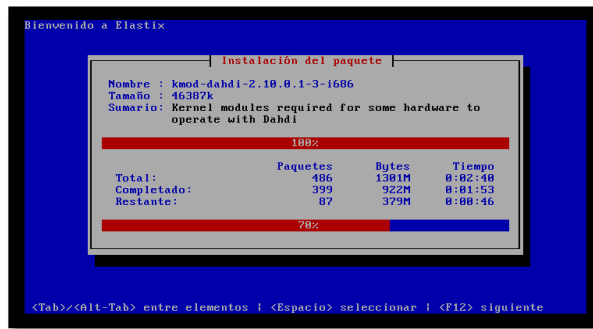 Bienvenido a Elastix
Instalación del paquete
Nombre : kmod-dahdi-2.10.0.1-3-i686
Tamaño : 46387k
Sumario: Kernel modules required for some hardware to
operate with Dahdi
100%
Paquetes Bytes Tiempo
Total: 486 1301M 0:02:40
Completado: 399 922M 0:01:53
Restante: 87 379M 0:00:46
70%
<Tab>/<Alt-Tab> entre elementos | <Espacio> seleccionar | <F12> siguiente